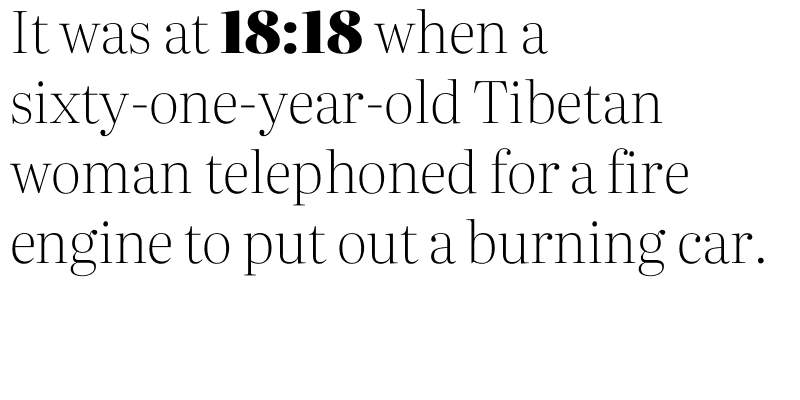 It was at 18:18 when a
sixty-one-year-old Tibetan
woman telephoned for a fire
engine to put out a burning car.